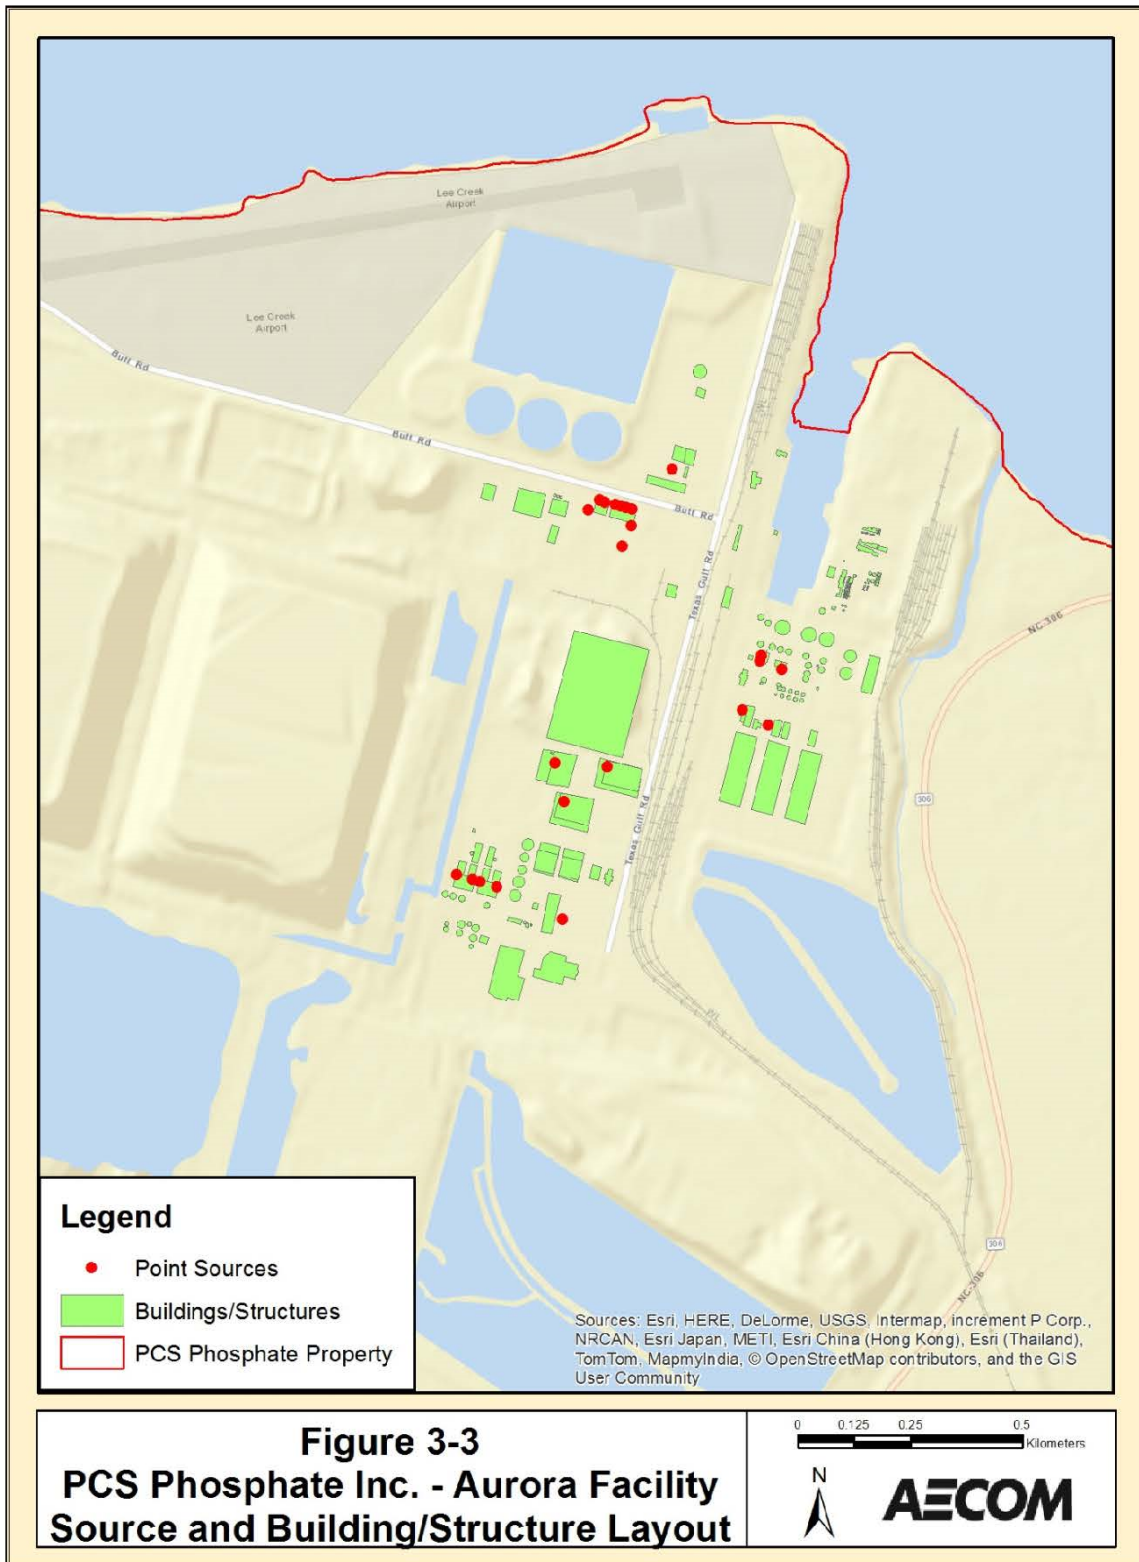 Lee Creek
Airport
Lee Creek
Airport
Butt Rd
Butt Rd
Butt Rd
Texas Gulf Rd
NC-306
306
Texas Gulf Rd
306
NC-306
Legend
Point Sources
Buildings/Structures
PCS Phosphate Property
Sources: Esri, HERE, DeLorme, USGS, Intermap, increment P Corp.,
NRCAN, Esri Japan, METI, Esri China (Hong Kong), Esri (Thailand),
TomTom, MapmyIndia, © OpenStreetMap contributors, and the GIS
User Community
Figure 3-3
PCS Phosphate Inc. - Aurora Facility
Source and Building/Structure Layout
0 0.125 0.25 0.5
Kilometers
N
AECOM